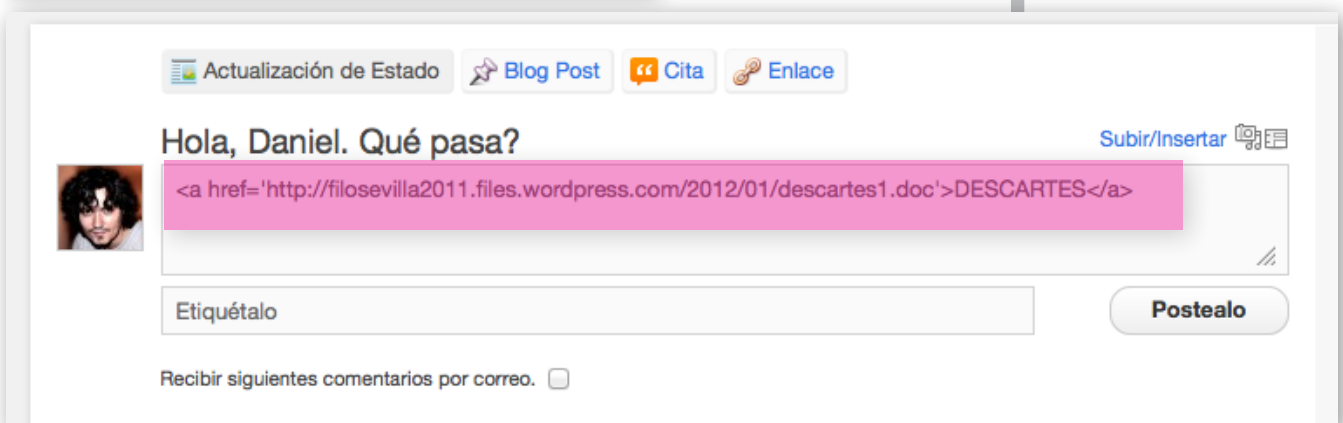 Actualización de Estado Blog Post Cita Enlace
Hola, Daniel. Qué pasa?
Subir/Insertar
<a href='http://filosevilla2011.files.wordpress.com/2012/01/descartes1.doc'>DESCARTES</a>
Etiquétalo
Postealo
Recibir siguientes comentarios por correo.